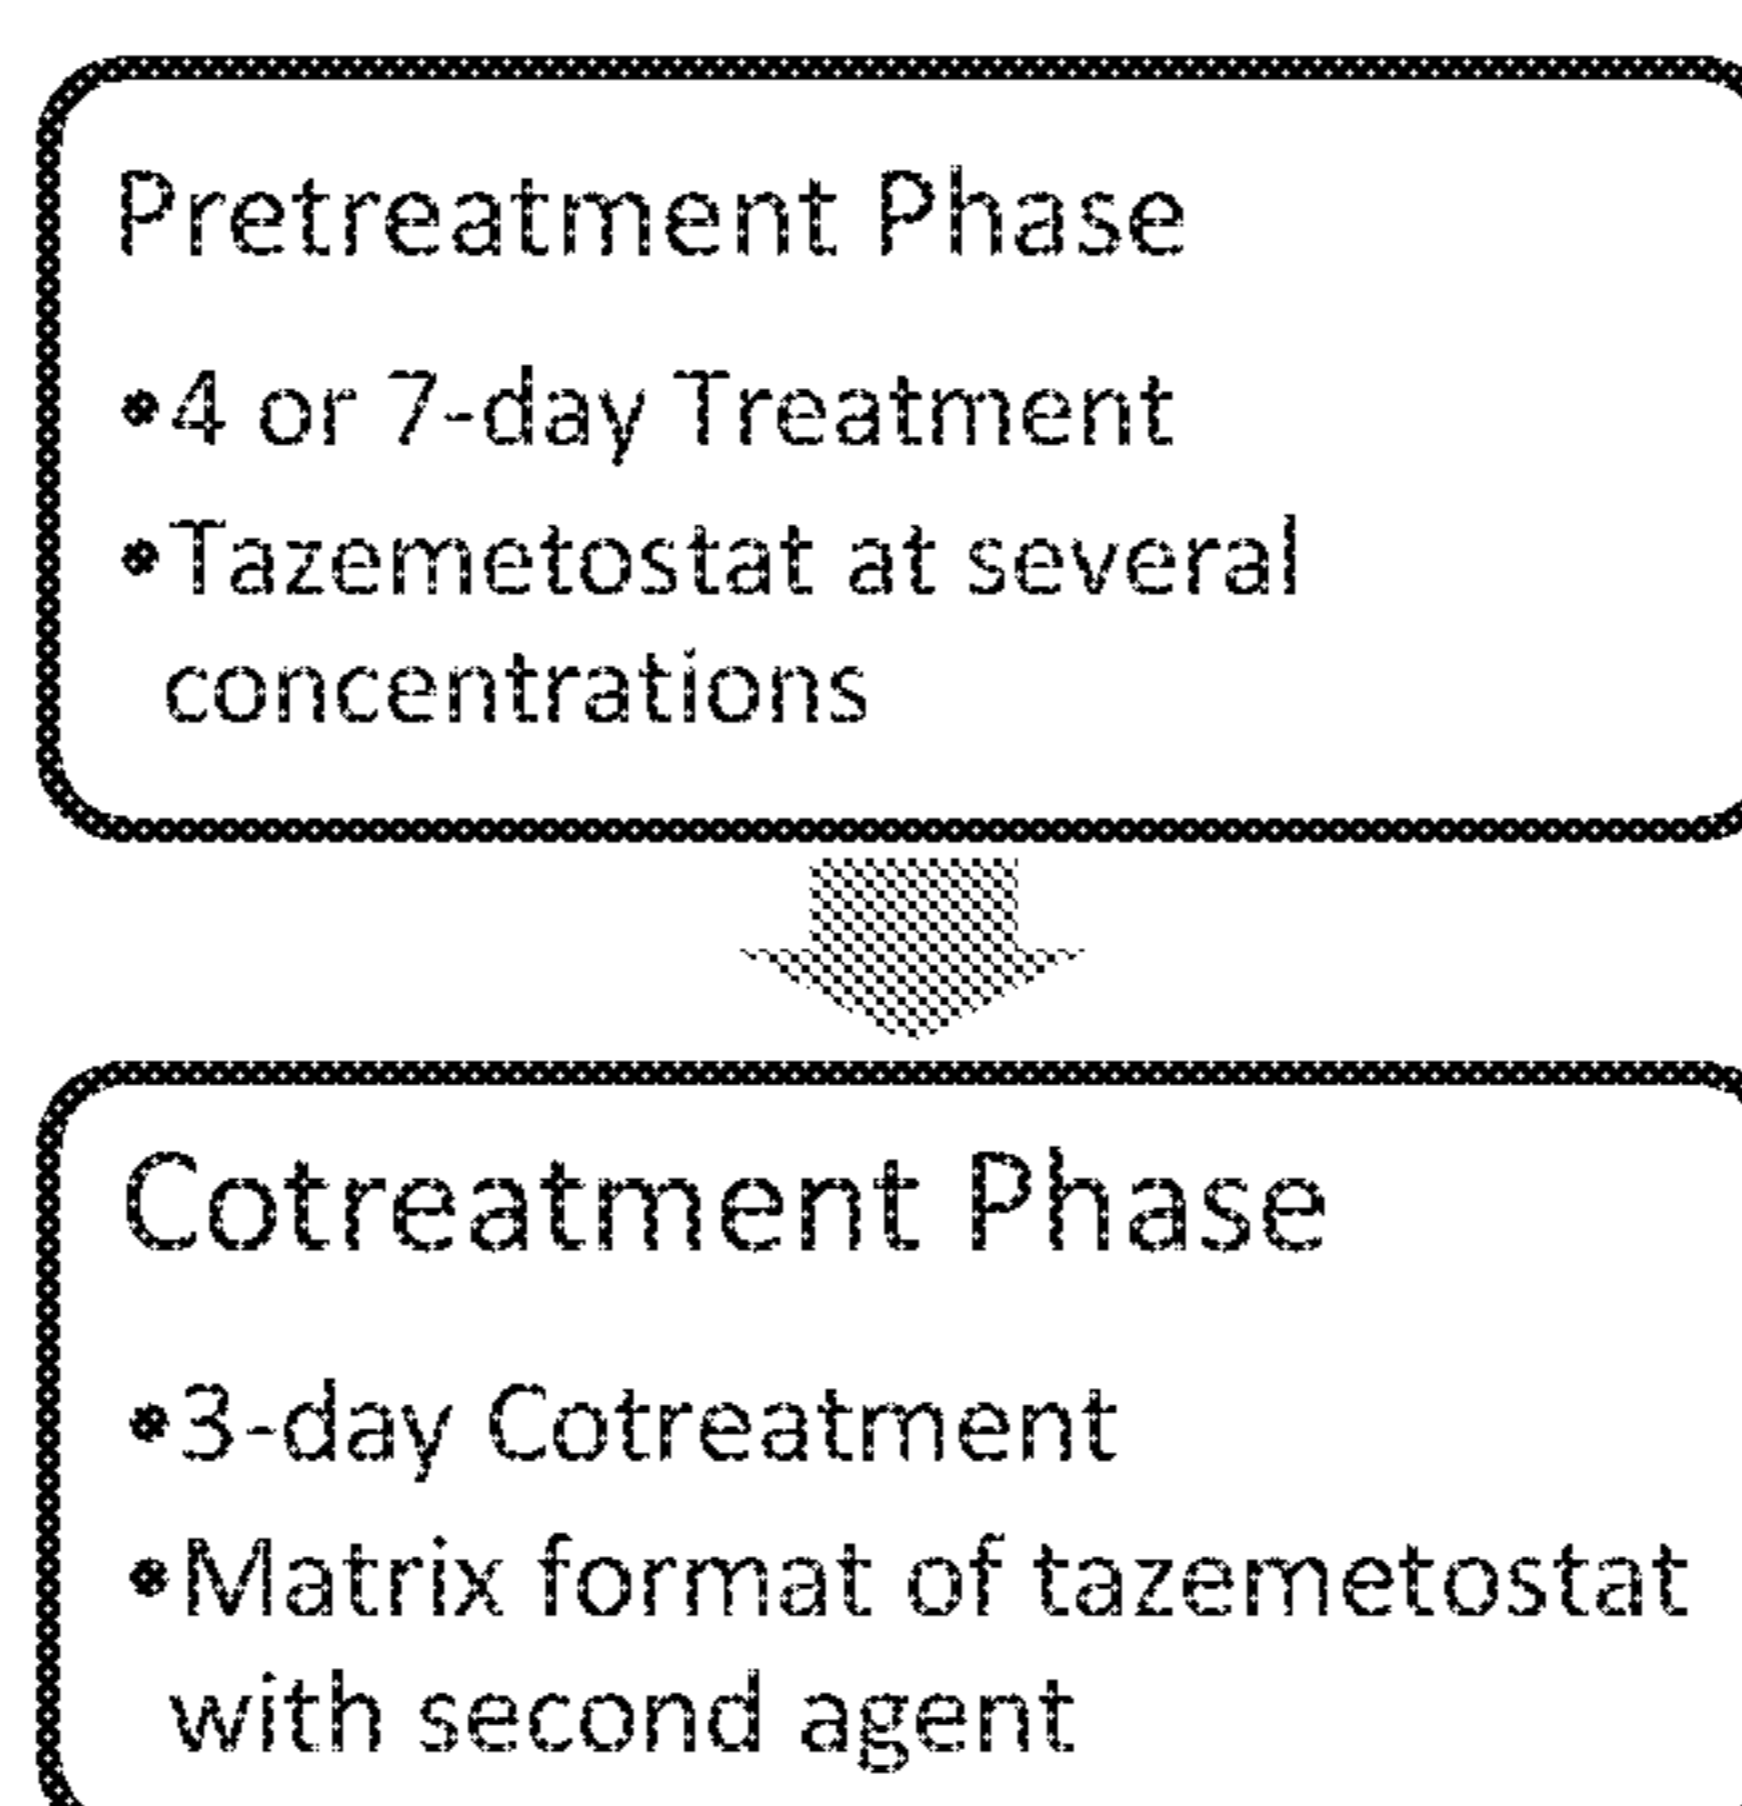 Pretreatment Phase
•4 or 7-day Treatment
•Tazemetostat at several
concentrations
Cotreatment Phase
•3-day Cotreatment
•Matrix format of tazemetostat
with second agent